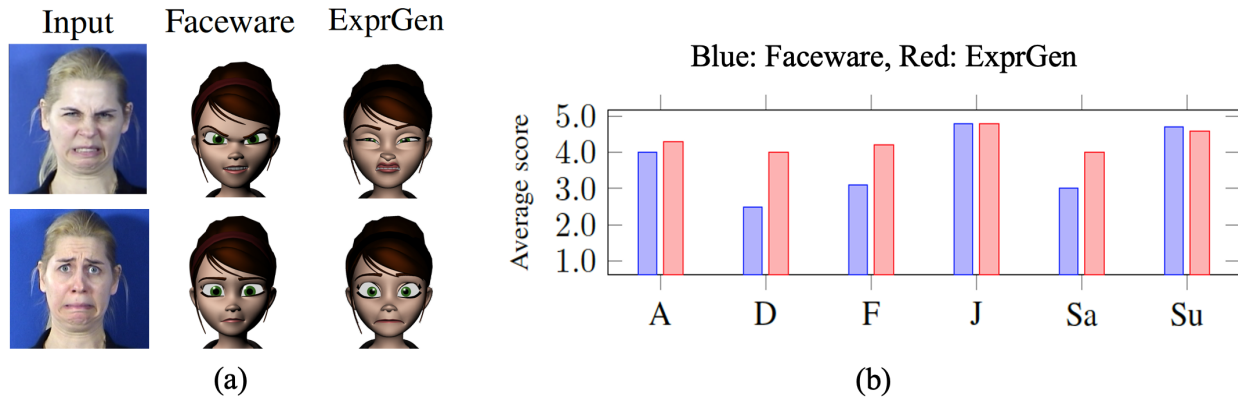 Input Faceware ExprGen
(a)
Blue: Faceware, Red: ExprGen
Average score
5.0
4.0
3.0
2.0
1.0
A D F J Sa Su
(b)